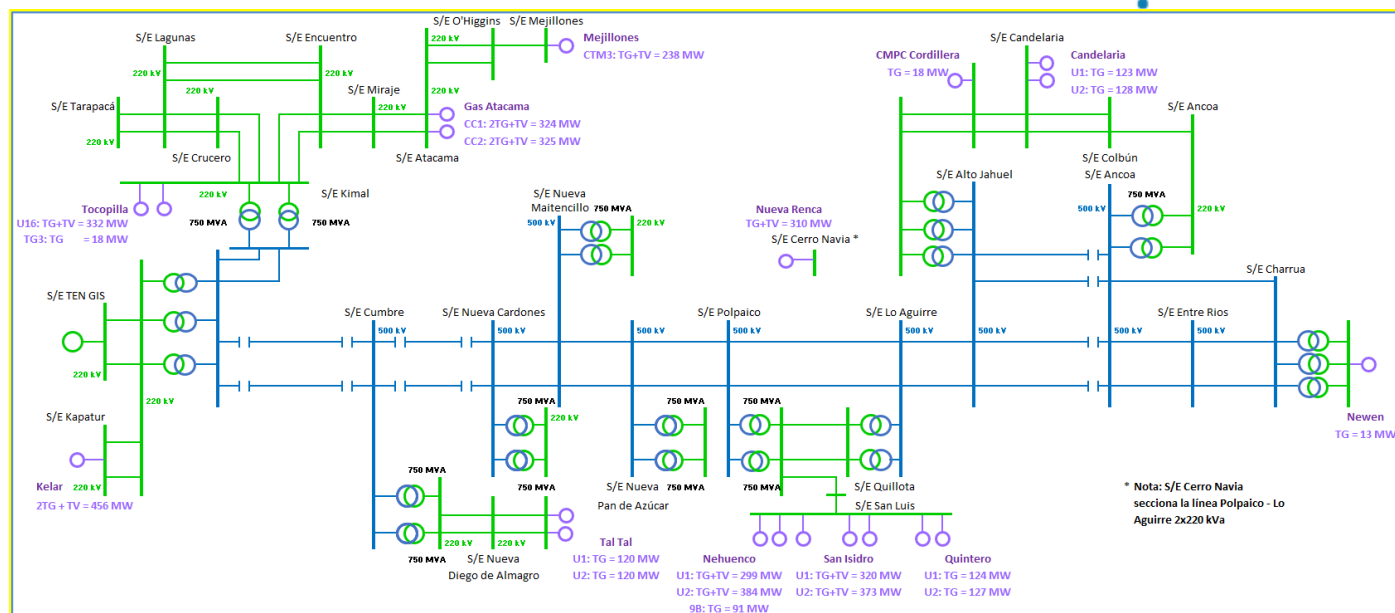 S/E O'Higgins
S/E Mejillones
S/E Lagunas
S/E Encuentro
220 kV
Mejillones
CTM3: TG+TV = 238 MW
220 kV
220 kV
220 kV
220 kV
S/E Miraje
220 kV
S/E Tarapacá
220 kV
220 kV
Gas Atacama
CC1: 2TG+TV = 324 MW
CC2: 2TG+TV = 325 MW
S/E Crucero
S/E Atacama
220 kV
S/E Kimal
Tocopilla
U16: TG+TV = 332 MW
TG3: TG = 18 MW
750 MVA
750 MVA
S/E TEN GIS
220 kV
220 kV
S/E Kapatur
220 kV
Kelar
2TG + TV = 456 MW
S/E Nueva
Maitencillo
500 kV
750 MVA
220 kV
S/E Cumbre
500 kV
S/E Nueva Cardones
500 kV
500 kV
750 MVA
220 kV
750 MVA
750 MVA
750 MVA
220 kV
220 kV
S/E Nueva
Diego de Almagro
Tal Tal
U1: TG = 120 MW
U2: TG = 120 MW
750 MVA
750 MVA
S/E Nueva
Pan de Azúcar
S/E Polpaico
500 kV
750 MVA
750 MVA
S/E Quillota
S/E San Luis
Nehuenco
U1: TG+TV = 299 MW
U2: TG+TV = 384 MW
9B: TG = 91 MW
San Isidro
U1: TG+TV = 320 MW
U2: TG+TV = 373 MW
Quintero
U1: TG = 124 MW
U2: TG = 127 MW
Nueva Renca
TG+TV = 310 MW
S/E Cerro Navia *
S/E Lo Aguirre
500 kV
CMPC Cordillera
TG = 18 MW
S/E Candelaria
Candelaria
U1: TG = 123 MW
U2: TG = 128 MW
S/E Ancoa
S/E Colbún
S/E Alto Jahuel
S/E Ancoa
500 kV
750 MVA
220 kV
500 kV
500 kV
S/E Entre Rios
500 kV
S/E Charrua
Newen
TG = 13 MW
* Nota: S/E Cerro Navia
secciona la línea Polpaico - Lo
Aguirre 2x220 kVa